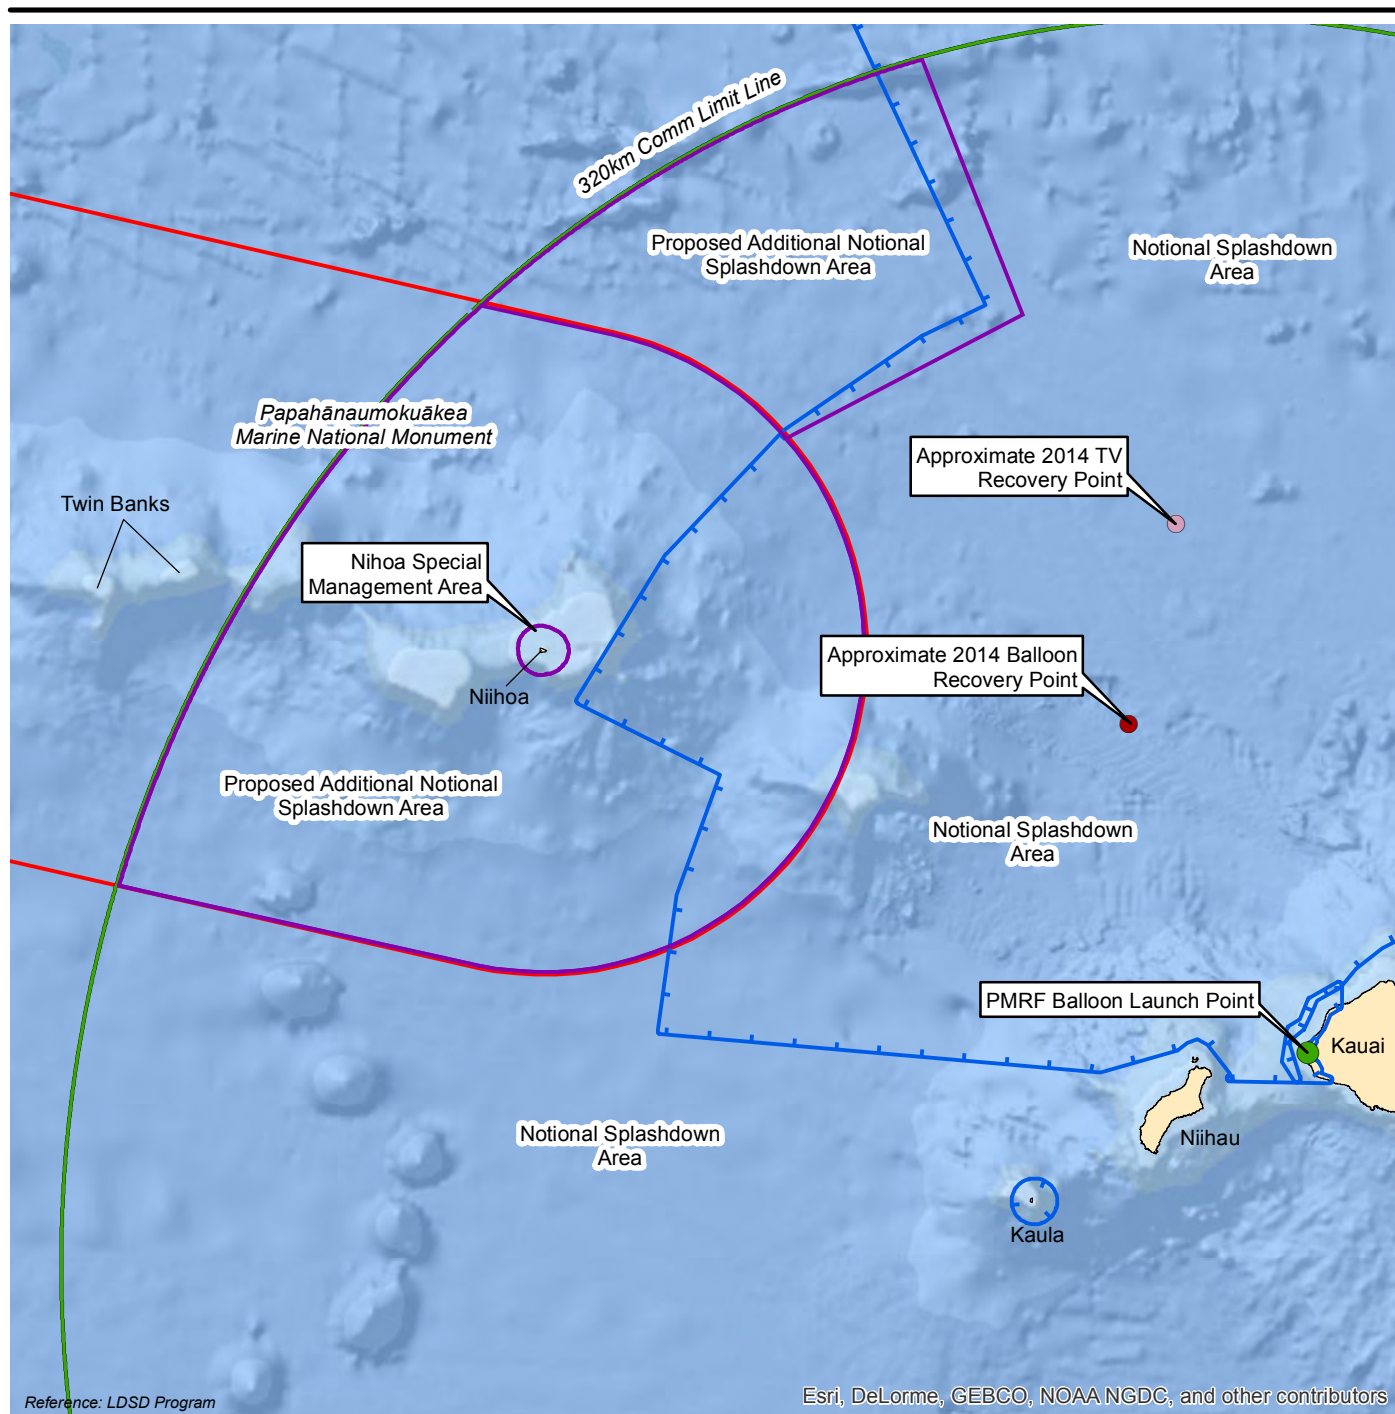 320km Comm Limit Line
Proposed Additional Notional
Splashdown Area
Notional Splashdown
Area
Papahānaumokuākea
Marine National Monument
Approximate 2014 TV
Recovery Point
Twin Banks
Nihoa Special
Management Area
Niihoa
Approximate 2014 Balloon
Recovery Point
Proposed Additional Notional
Splashdown Area
Notional Splashdown
Area
PMRF Balloon Launch Point
Kauai
Niihau
Notional Splashdown
Area
Kaula
Reference: LDSD Program
Esri, DeLorme, GEBCO, NOAA NGDC, and other contributors